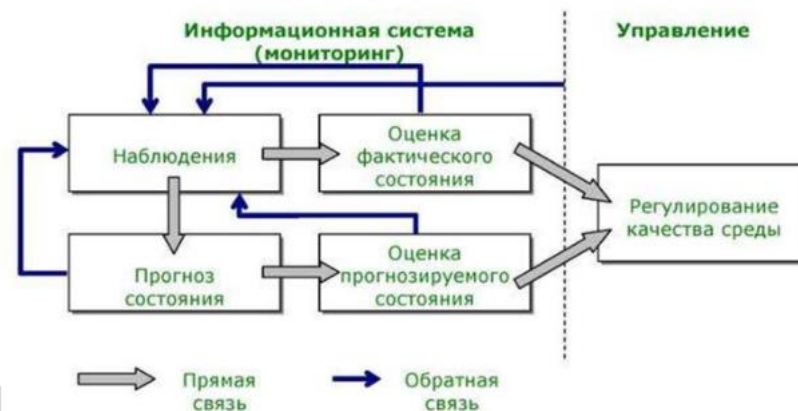 Информационная система
(мониторинг)
Управление
Наблюдения
Оценка
фактического
состояния
Регулирование
качества среды
Прогноз
состояния
Оценка
прогнозируемого
состояния
Прямая
связь
Обратная
связь